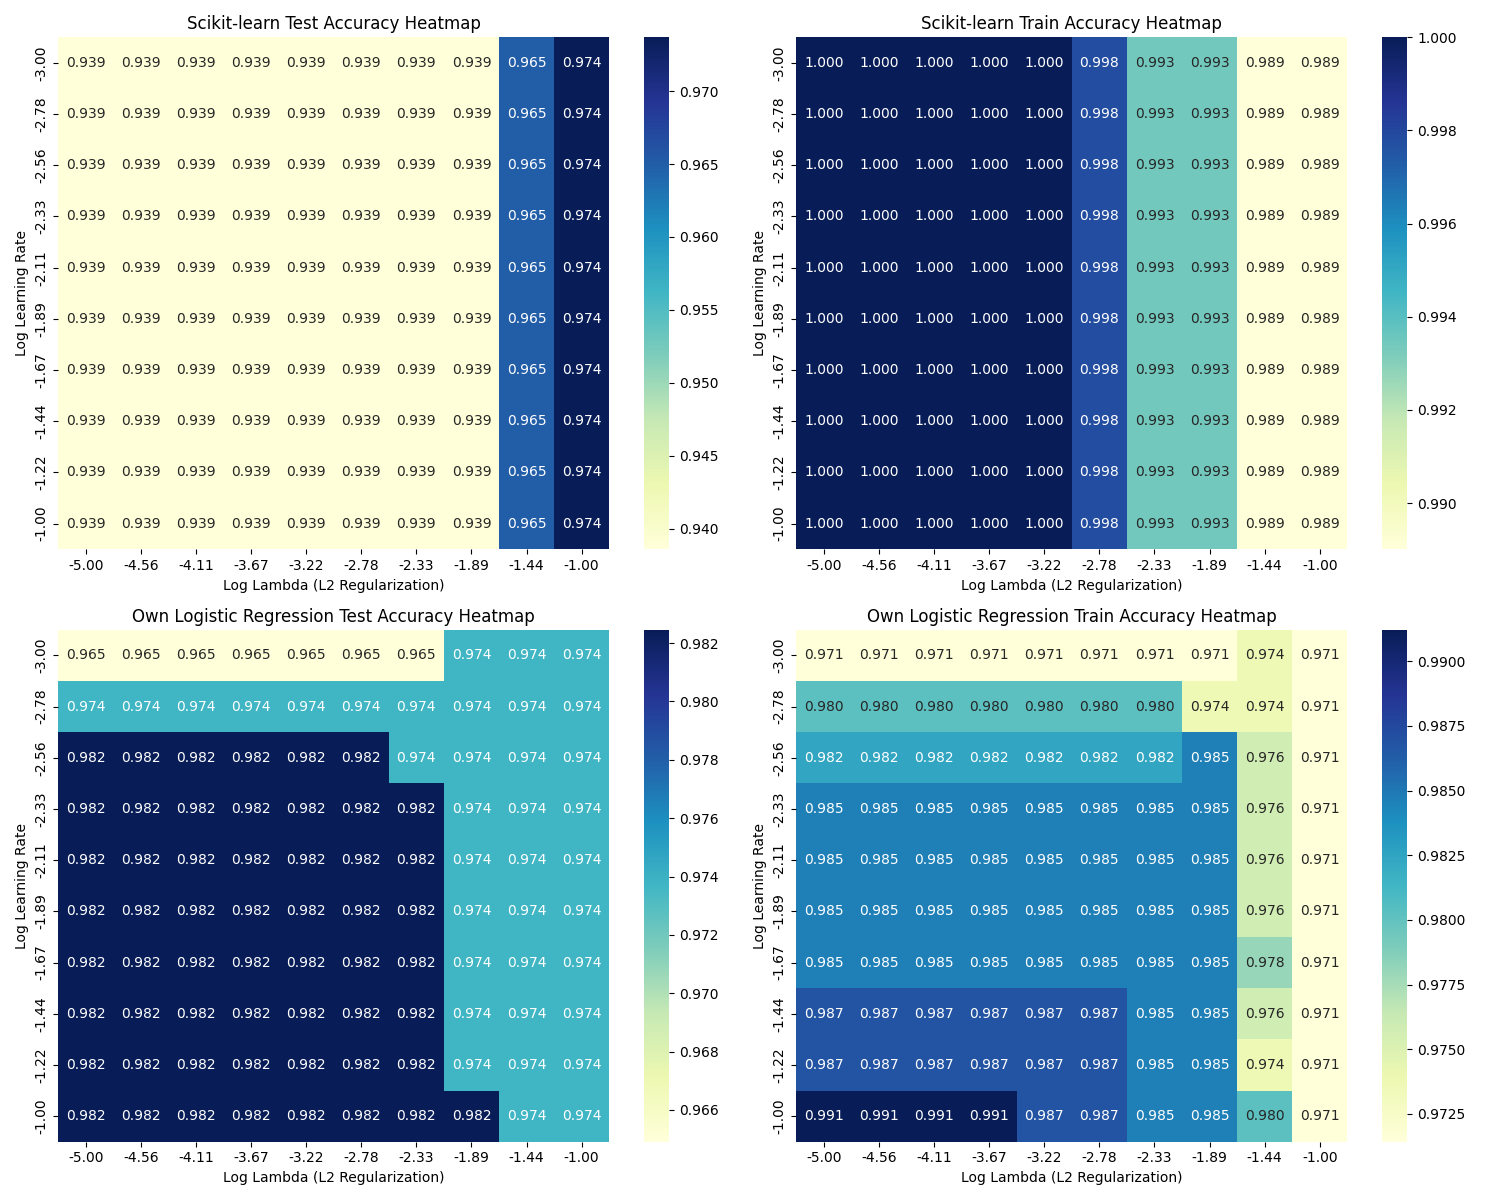 Scikit-learn Test Accuracy Heatmap
Log Learning Rate
-3.00 0.939 0.939 0.939 0.939 0.939 0.939 0.939 0.939 0.965 0.974
-2.78 0.939 0.939 0.939 0.939 0.939 0.939 0.939 0.939 0.965 0.974
-2.56 0.939 0.939 0.939 0.939 0.939 0.939 0.939 0.939 0.965 0.974
-2.33 0.939 0.939 0.939 0.939 0.939 0.939 0.939 0.939 0.965 0.974
-2.11 0.939 0.939 0.939 0.939 0.939 0.939 0.939 0.939 0.965 0.974
-1.89 0.939 0.939 0.939 0.939 0.939 0.939 0.939 0.939 0.965 0.974
-1.67 0.939 0.939 0.939 0.939 0.939 0.939 0.939 0.939 0.965 0.974
-1.44 0.939 0.939 0.939 0.939 0.939 0.939 0.939 0.939 0.965 0.974
-1.22 0.939 0.939 0.939 0.939 0.939 0.939 0.939 0.939 0.965 0.974
-1.00 0.939 0.939 0.939 0.939 0.939 0.939 0.939 0.939 0.965 0.974
-5.00 -4.56 -4.11 -3.67 -3.22 -2.78 -2.33 -1.89 -1.44 -1.00
Log Lambda (L2 Regularization)
0.970
0.965
0.960
0.955
0.950
0.945
0.940
Scikit-learn Train Accuracy Heatmap
Log Learning Rate
-3.00 1.000 1.000 1.000 1.000 1.000 0.998 0.993 0.993 0.989 0.989
-2.78 1.000 1.000 1.000 1.000 1.000 0.998 0.993 0.993 0.989 0.989
-2.56 1.000 1.000 1.000 1.000 1.000 0.998 0.993 0.993 0.989 0.989
-2.33 1.000 1.000 1.000 1.000 1.000 0.998 0.993 0.993 0.989 0.989
-2.11 1.000 1.000 1.000 1.000 1.000 0.998 0.993 0.993 0.989 0.989
-1.89 1.000 1.000 1.000 1.000 1.000 0.998 0.993 0.993 0.989 0.989
-1.67 1.000 1.000 1.000 1.000 1.000 0.998 0.993 0.993 0.989 0.989
-1.44 1.000 1.000 1.000 1.000 1.000 0.998 0.993 0.993 0.989 0.989
-1.22 1.000 1.000 1.000 1.000 1.000 0.998 0.993 0.993 0.989 0.989
-1.00 1.000 1.000 1.000 1.000 1.000 0.998 0.993 0.993 0.989 0.989
-5.00 -4.56 -4.11 -3.67 -3.22 -2.78 -2.33 -1.89 -1.44 -1.00
Log Lambda (L2 Regularization)
1.000
0.998
0.996
0.994
0.992
0.990
Own Logistic Regression Test Accuracy Heatmap
Log Learning Rate
-3.00 0.965 0.965 0.965 0.965 0.965 0.965 0.965 0.974 0.974 0.974
-2.78 0.974 0.974 0.974 0.974 0.974 0.974 0.974 0.974 0.974 0.974
-2.56 0.982 0.982 0.982 0.982 0.982 0.982 0.974 0.974 0.974 0.974
-2.33 0.982 0.982 0.982 0.982 0.982 0.982 0.982 0.974 0.974 0.974
-2.11 0.982 0.982 0.982 0.982 0.982 0.982 0.982 0.974 0.974 0.974
-1.89 0.982 0.982 0.982 0.982 0.982 0.982 0.982 0.974 0.974 0.974
-1.67 0.982 0.982 0.982 0.982 0.982 0.982 0.982 0.974 0.974 0.974
-1.44 0.982 0.982 0.982 0.982 0.982 0.982 0.982 0.974 0.974 0.974
-1.22 0.982 0.982 0.982 0.982 0.982 0.982 0.982 0.974 0.974 0.974
-1.00 0.982 0.982 0.982 0.982 0.982 0.982 0.982 0.982 0.974 0.974
-5.00 -4.56 -4.11 -3.67 -3.22 -2.78 -2.33 -1.89 -1.44 -1.00
Log Lambda (L2 Regularization)
0.982
0.980
0.978
0.976
0.974
0.972
0.970
0.968
0.966
Own Logistic Regression Train Accuracy Heatmap
Log Learning Rate
-3.00 0.971 0.971 0.971 0.971 0.971 0.971 0.971 0.971 0.974 0.971
-2.78 0.980 0.980 0.980 0.980 0.980 0.980 0.980 0.974 0.974 0.971
-2.56 0.982 0.982 0.982 0.982 0.982 0.982 0.982 0.985 0.976 0.971
-2.33 0.985 0.985 0.985 0.985 0.985 0.985 0.985 0.985 0.976 0.971
-2.11 0.985 0.985 0.985 0.985 0.985 0.985 0.985 0.985 0.976 0.971
-1.89 0.985 0.985 0.985 0.985 0.985 0.985 0.985 0.985 0.976 0.971
-1.67 0.985 0.985 0.985 0.985 0.985 0.985 0.985 0.985 0.978 0.971
-1.44 0.987 0.987 0.987 0.987 0.987 0.987 0.985 0.985 0.976 0.971
-1.22 0.987 0.987 0.987 0.987 0.987 0.987 0.985 0.985 0.974 0.971
-1.00 0.991 0.991 0.991 0.991 0.987 0.987 0.985 0.985 0.980 0.971
-5.00 -4.56 -4.11 -3.67 -3.22 -2.78 -2.33 -1.89 -1.44 -1.00
Log Lambda (L2 Regularization)
0.9900
0.9875
0.9850
0.9825
0.9800
0.9775
0.9750
0.9725